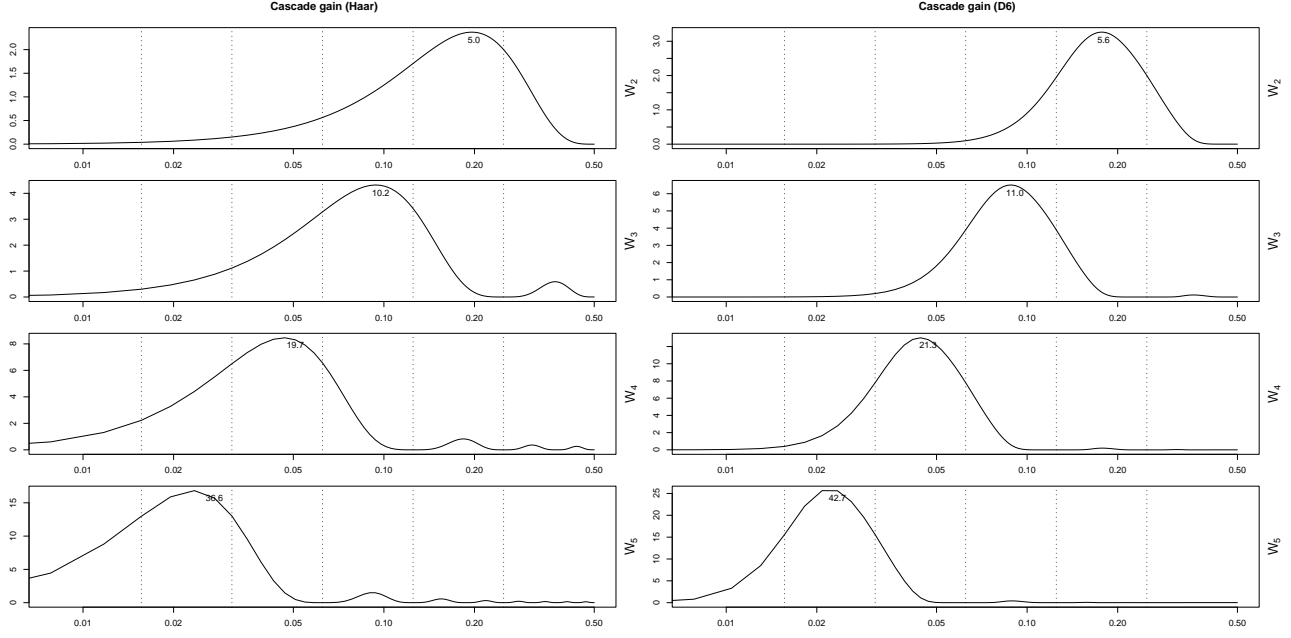 Cascade gain (Haar)
Cascade gain (D6)
0.0 0.5 1.0 1.5 2.0
5.0
W2
0.01 0.02 0.05 0.10 0.20 0.50
0.0 1.0 2.0 3.0
5.6
W2
0.01 0.02 0.05 0.10 0.20 0.50
0 1 2 3 4
10.2
W3
0.01 0.02 0.05 0.10 0.20 0.50
0 1 2 3 4 5 6
11.0
W3
0.01 0.02 0.05 0.10 0.20 0.50
0 2 4 6 8
19.7
W4
0.01 0.02 0.05 0.10 0.20 0.50
0 2 4 6 8 10
21.3
W4
0.01 0.02 0.05 0.10 0.20 0.50
0 5 10 15
36.6
W5
0.01 0.02 0.05 0.10 0.20 0.50
0 5 10 15 20 25
42.7
W5
0.01 0.02 0.05 0.10 0.20 0.50